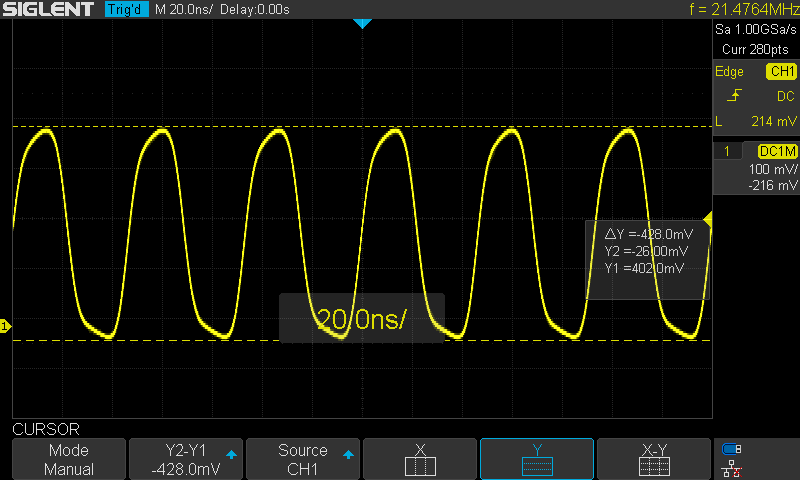 SIGLENT Trig'd M 20.0ns/ Delay:0.00s f = 21.4764MHz
Sa 1.00GSa/s
Curr 280pts
Edge CH1
DC
L 214 mV
1 DC1M
100 mV/
-216 mV
ΔY =-428.0mV
Y2 =-26.00mV
Y1 =402.0mV
20.0ns/
1
CURSOR
Mode
Manual
Y2-Y1
-428.0mV
Source
CH1
X
Y
X-Y